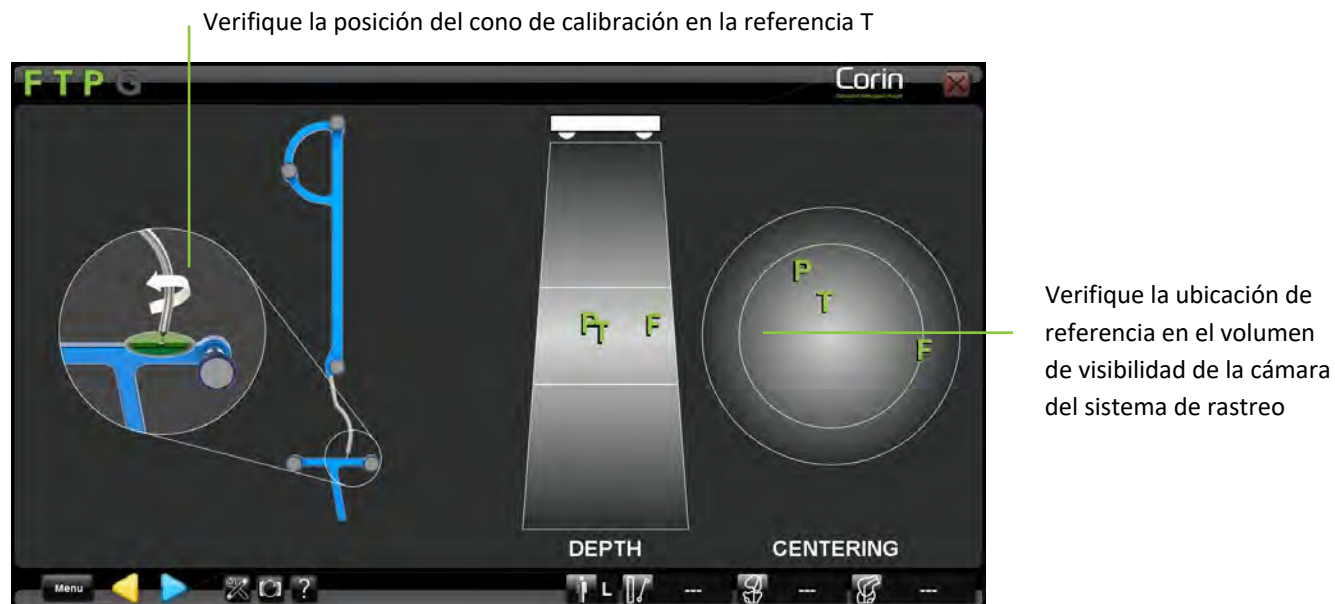 Verifique la posición del cono de calibración en la referencia T
F T P G
Corin
P
T
F
P
T
F
Verifique la ubicación de
referencia en el volumen
de visibilidad de la cámara
del sistema de rastreo
DEPTH
CENTERING
Menu
?
L
---
---
---